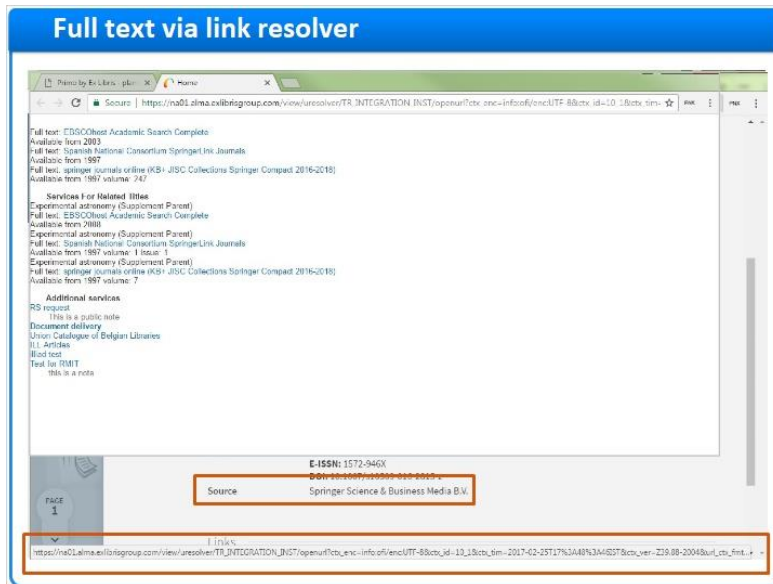 Full text via link resolver
Primo by Ex Libris - plan
Home
Secure | https://na01.alma.exlibrisgroup.com/view/uresolver/TR_INTEGRATION_INST/openurl?ctx_enc=info:ofi/enc:UTF-8&ctx_id=10_1&ctx_tim-
Full text: EBSCOhost Academic Search Complete
Available from 2003
Full text: Spanish National Consortium SpringerLink Journals
Available from 1997
Full text: springer journals online (KB+ JISC Collections Springer Compact 2016-2018)
Available from 1997 volume: 247
Services For Related Titles
Experimental astronomy (Supplement Parent)
Full text: EBSCOhost Academic Search Complete
Available from 2008
Experimental astronomy (Supplement Parent)
Full text: Spanish National Consortium SpringerLink Journals
Available from 1997 volume: 1 issue: 1
Experimental astronomy (Supplement Parent)
Full text: springer journals online (KB+ JISC Collections Springer Compact 2016-2018)
Available from 1997 volume: 7
Additional services
RS request
This is a public note
Document delivery
Union Catalogue of Belgian Libraries
ILL Articles
Illiad test
Test for RMIT
this is a note
E-ISSN: 1572-946X
Source Springer Science & Business Media B.V.
PAGE
1
Links
https://na01.alma.exlibrisgroup.com/view/uresolver/TR_INTEGRATION_INST/openurl?ctx_enc=info:ofi/enc:UTF-8&ctx_id=10_1&ctx_tim=2017-02-25T17%3A48%3A46IST&ctx_ver=Z39.88-2004&url_ctx_fmt...